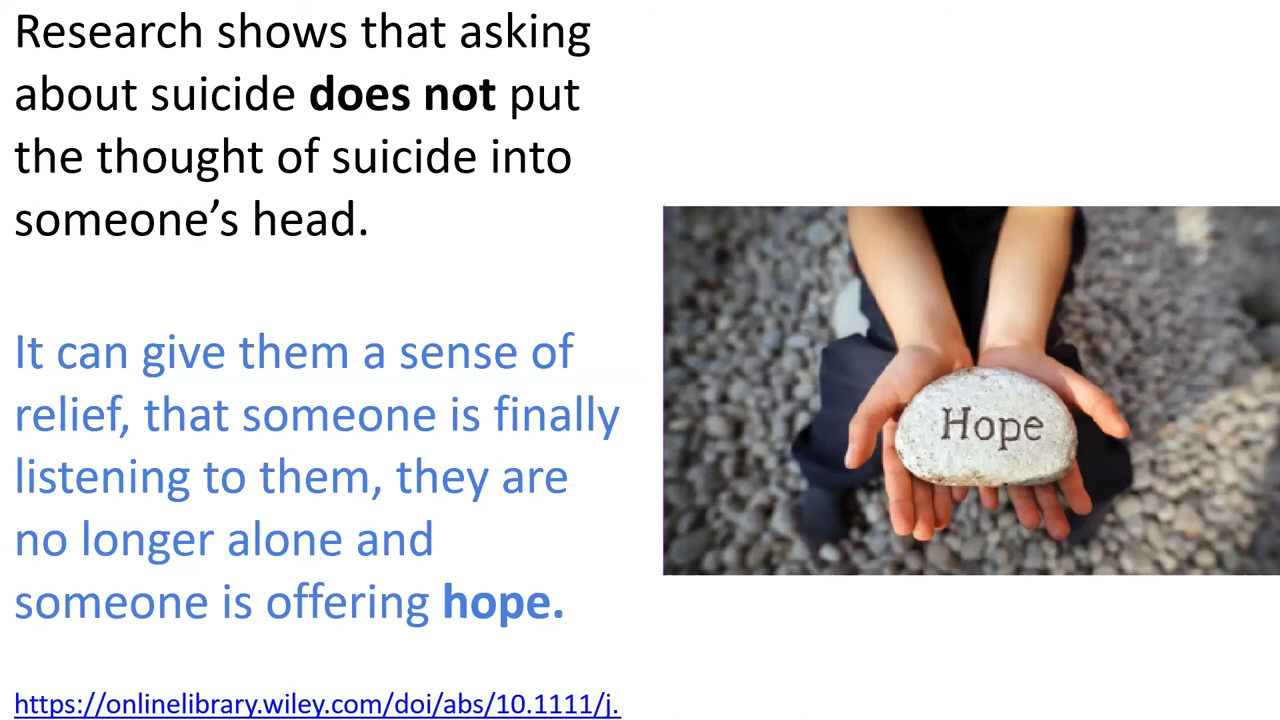 Research shows that asking
about suicide does not put
the thought of suicide into
someone’s head.
It can give them a sense of
relief, that someone is finally
listening to them, they are
no longer alone and
someone is offering hope.
https://onlinelibrary.wiley.com/doi/abs/10.1111/j.
Hope